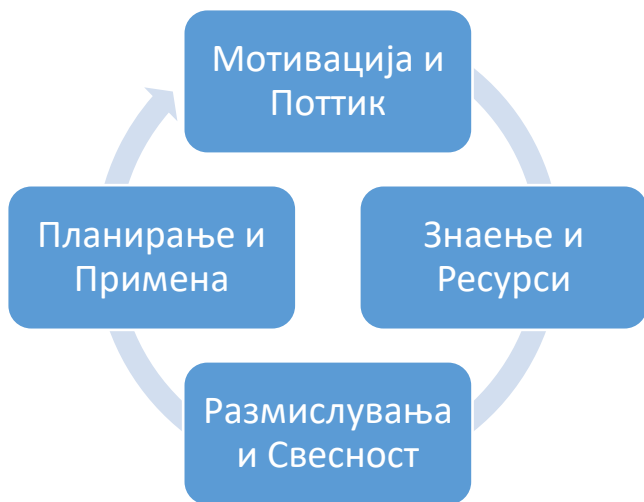 Мотивација и
Поттик
Знаење и
Ресурси
Размислувања
и Свесност
Планирање и
Примена